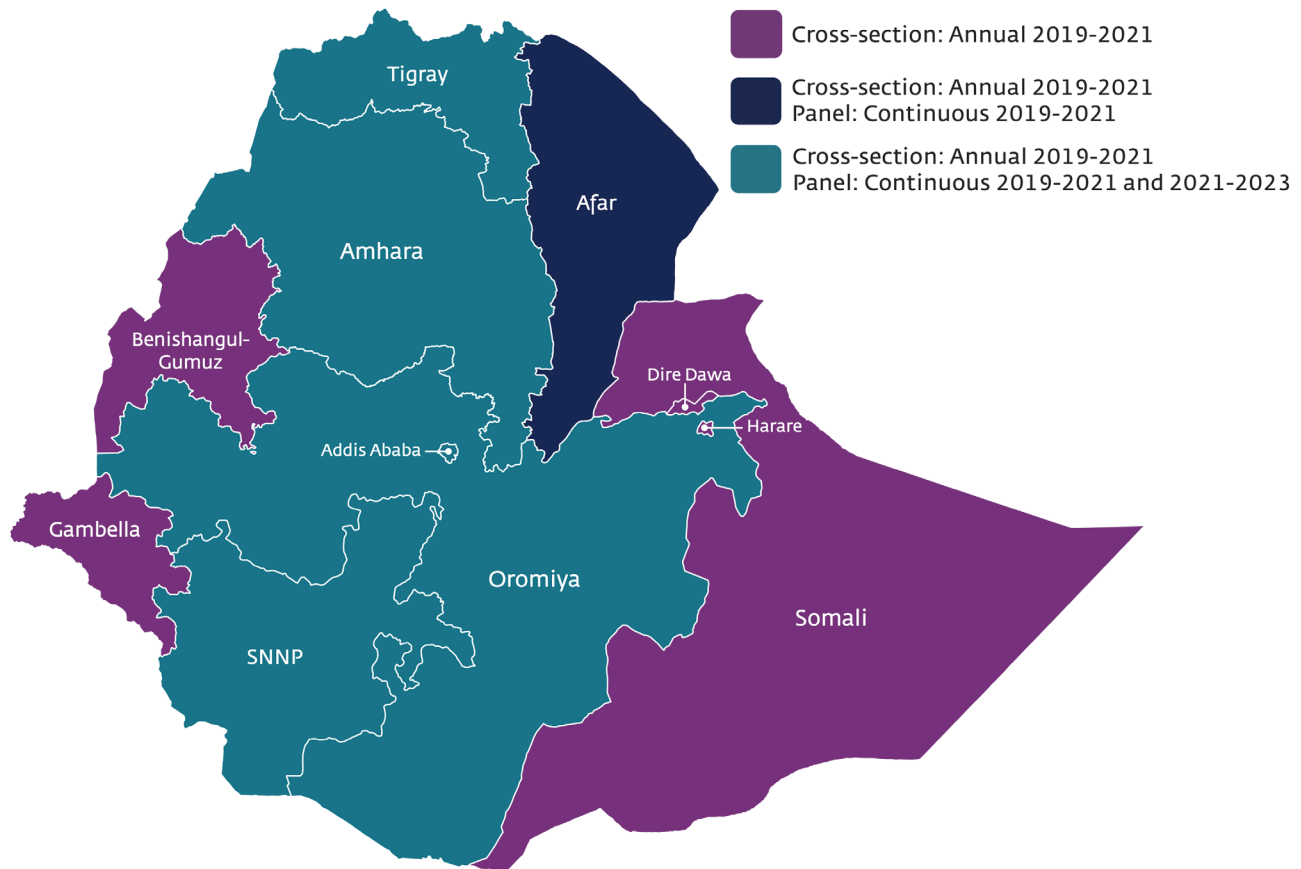 Cross-section: Annual 2019-2021
Cross-section: Annual 2019-2021
Panel: Continuous 2019-2021
Cross-section: Annual 2019-2021
Panel: Continuous 2019-2021 and 2021-2023
Tigray
Afar
Amhara
Benishangul-
Gumuz
Dire Dawa
Harare
Addis Ababa
Gambella
Oromiya
Somali
SNNP